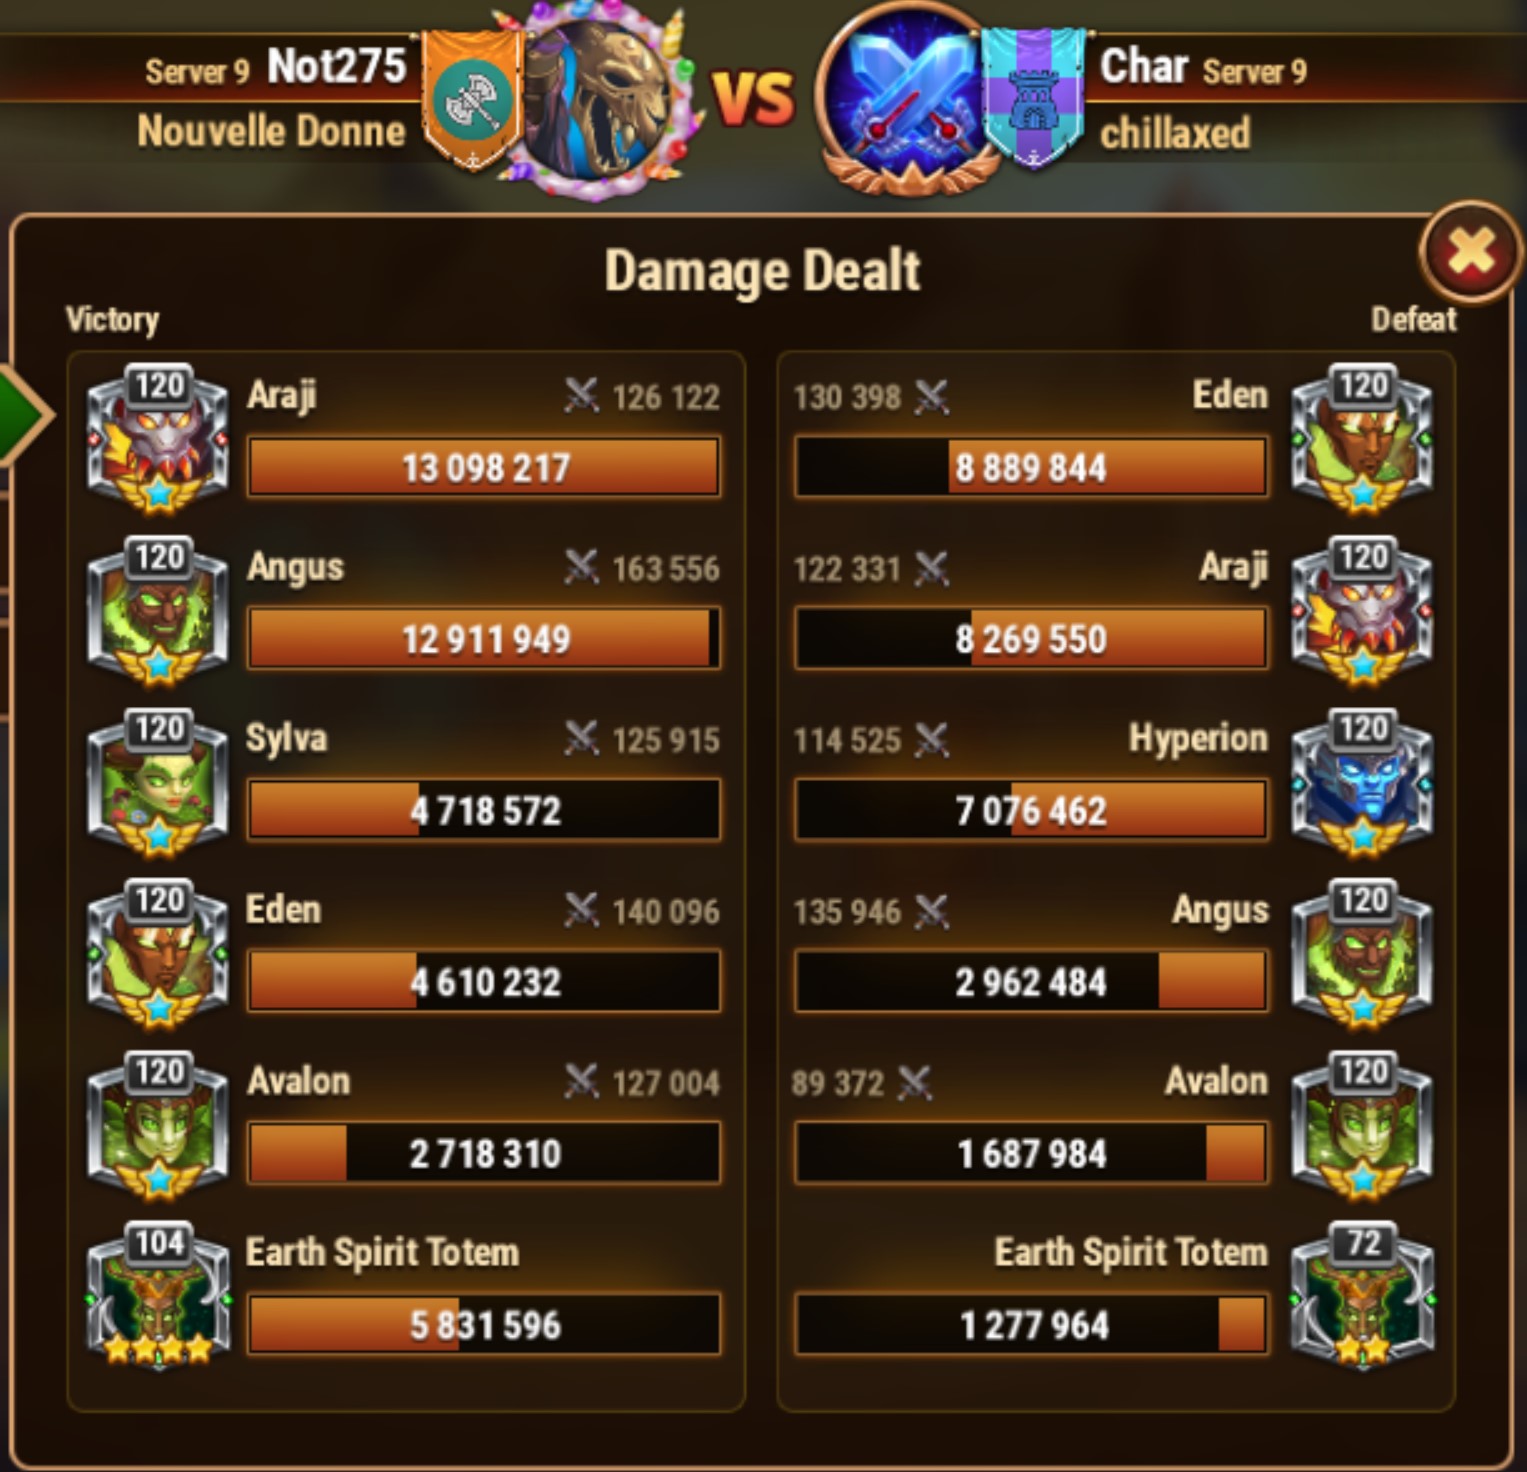 Server 9 Not275 VS Char Server 9
Nouvelle Donne chillaxed
Damage Dealt
Victory Defeat
120 Araji 126 122 130 398 Eden 120
13 098 217 8 889 844
120 Angus 163 556 122 331 Araji 120
12 911 949 8 269 550
120 Sylva 125 915 114 525 Hyperion 120
4 718 572 7 076 462
120 Eden 140 096 135 946 Angus 120
4 610 232 2 962 484
120 Avalon 127 004 89 372 Avalon 120
2 718 310 1 687 984
104 Earth Spirit Totem Earth Spirit Totem 72
5 831 596 1 277 964